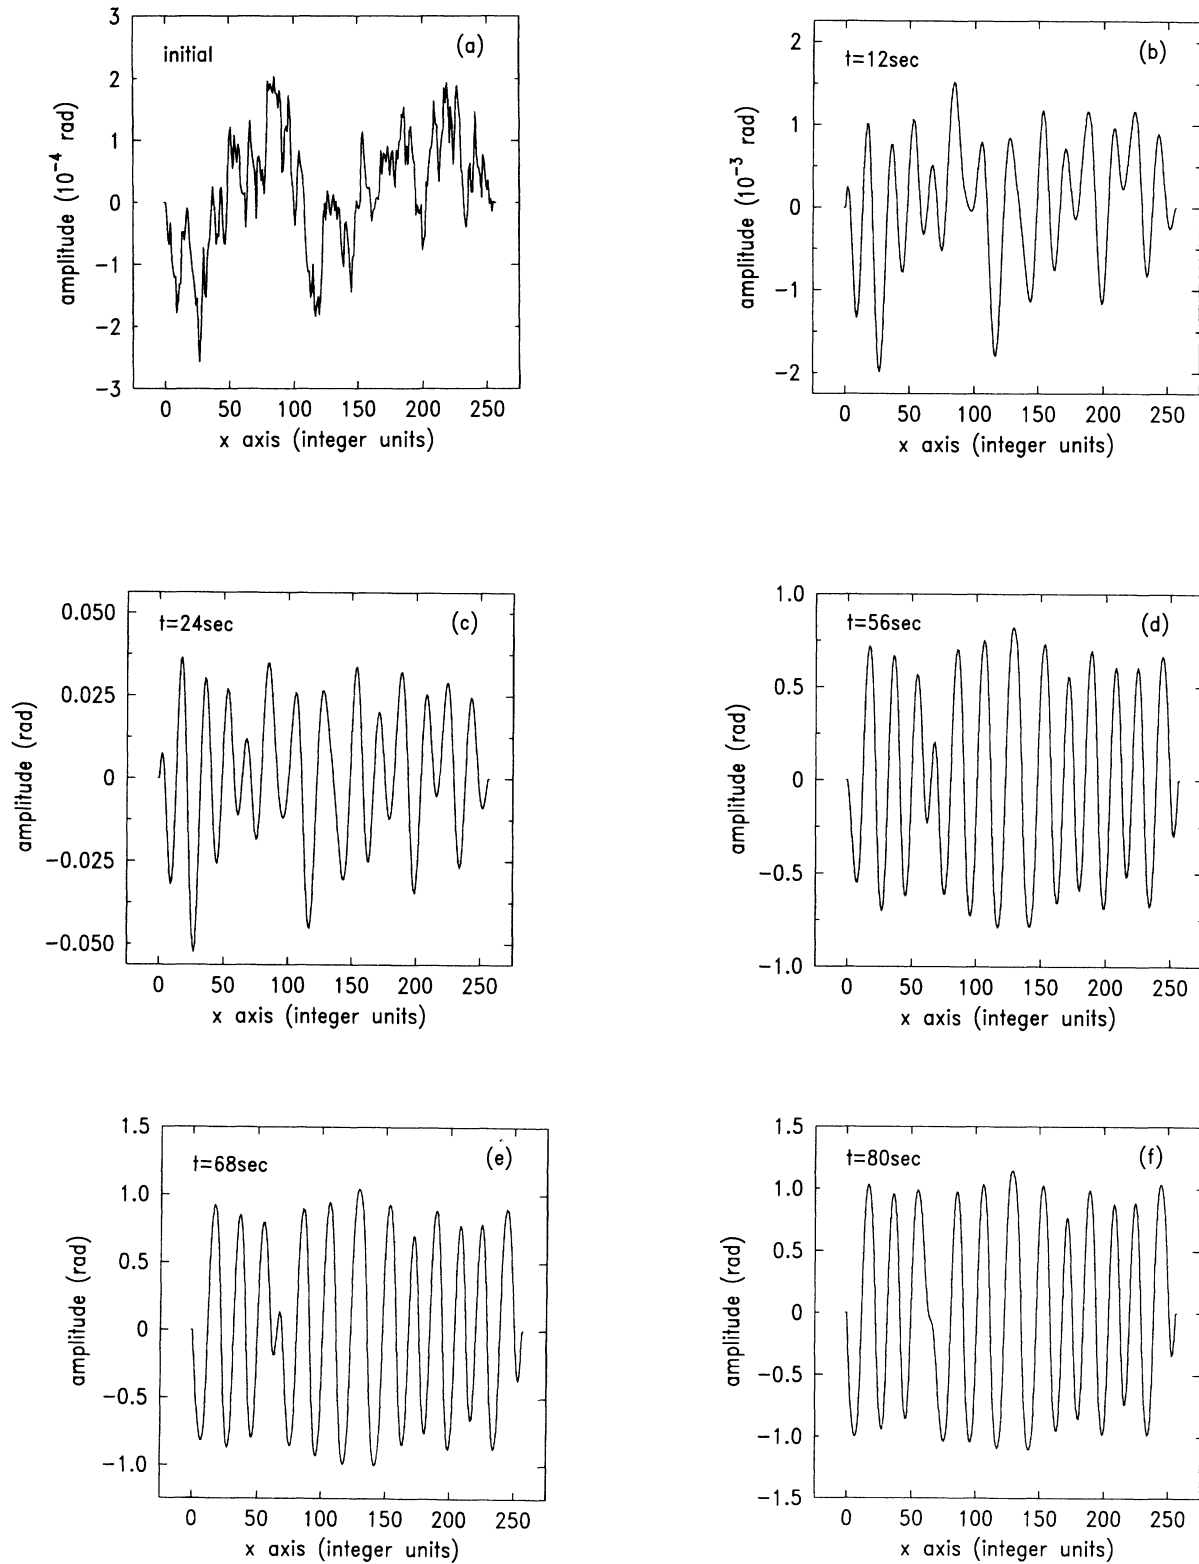 initial
(a)
3
2
1
0
−1
−2
−3
amplitude (10⁻⁴ rad)
0 50 100 150 200 250
x axis (integer units)
t=12sec
(b)
2
1
0
−1
−2
amplitude (10⁻³ rad)
0 50 100 150 200 250
x axis (integer units)
t=24sec
(c)
0.050
0.025
0
−0.025
−0.050
amplitude (rad)
0 50 100 150 200 250
x axis (integer units)
t=56sec
(d)
1.0
0.5
0
−0.5
−1.0
amplitude (rad)
0 50 100 150 200 250
x axis (integer units)
t=68sec
(e)
1.5
1.0
0.5
0
−0.5
−1.0
amplitude (rad)
0 50 100 150 200 250
x axis (integer units)
t=80sec
(f)
1.5
1.0
0.5
0
−0.5
−1.0
−1.5
amplitude (rad)
0 50 100 150 200 250
x axis (integer units)